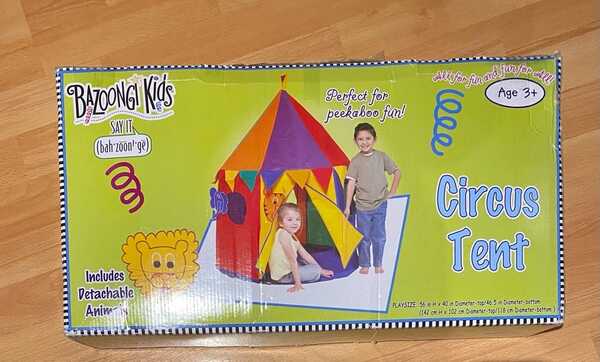 BAZOONGI KIDS
SAY IT
(bah·zoon!·gē)
Perfect for
peekaboo fun!
All for fun and fun for All!
Age 3+
Circus
Tent
Includes
Detachable
Animals
PLAYSIZE: 56 in H x 40 in Diameter-top/46.5 in Diameter-bottom
(142 cm H x 102 cm Diameter-top/118 cm Diameter-bottom)